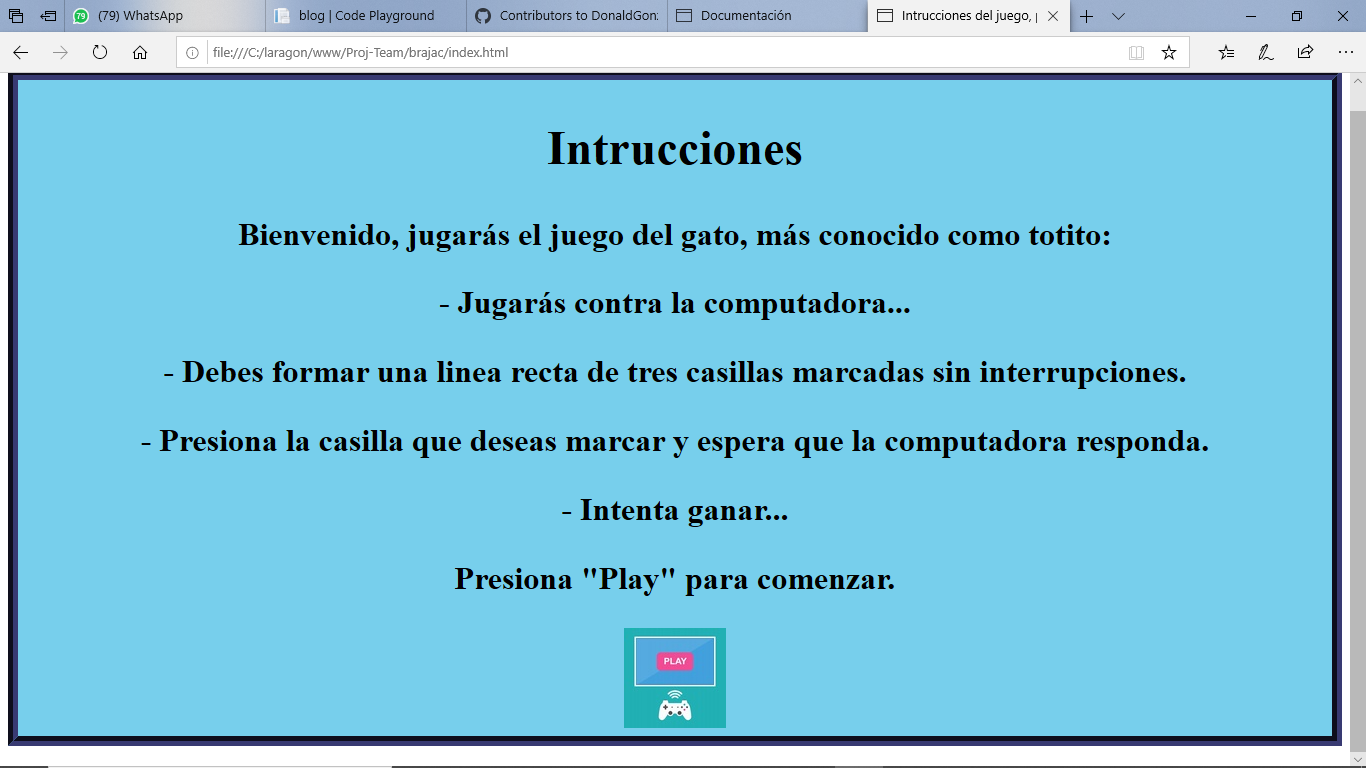 (79) WhatsApp
blog | Code Playground
Contributors to DonaldGon
Documentación
Intrucciones del juego,
file:///C:/laragon/www/Proj-Team/brajac/index.html
Intrucciones
Bienvenido, jugarás el juego del gato, más conocido como totito:
- Jugarás contra la computadora...
- Debes formar una linea recta de tres casillas marcadas sin interrupciones.
- Presiona la casilla que deseas marcar y espera que la computadora responda.
- Intenta ganar...
Presiona "Play" para comenzar.
PLAY